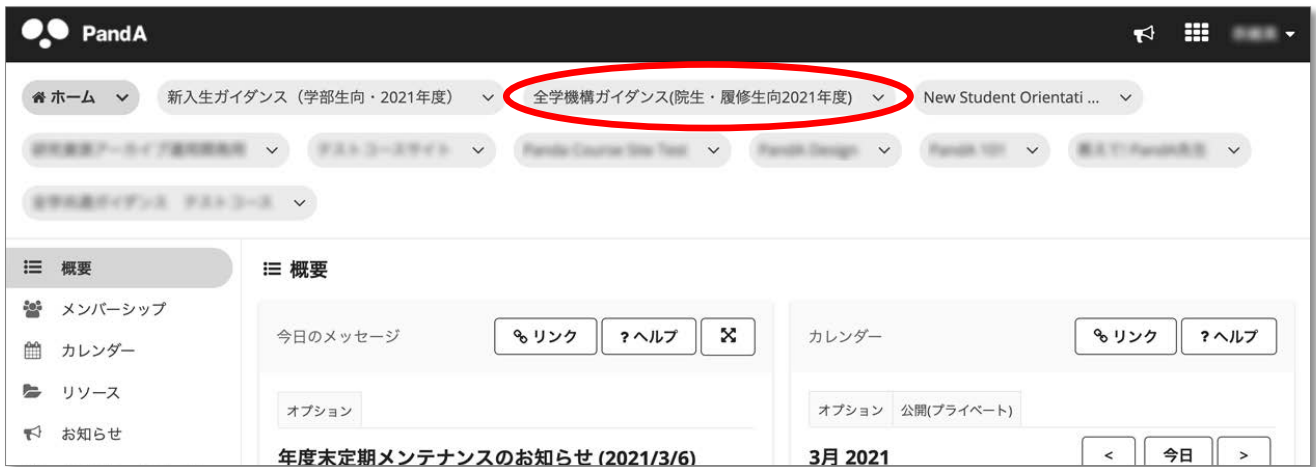 PandA
ホーム 新入生ガイダンス（学部生向・2021年度） 全学機構ガイダンス(院生・履修生向2021年度) New Student Orientati ...
概要
メンバーシップ
カレンダー
リソース
お知らせ
概要
今日のメッセージ リンク ?ヘルプ
オプション
年度末定期メンテナンスのお知らせ (2021/3/6)
カレンダー リンク ?ヘルプ
オプション 公開(プライベート)
3月 2021 < 今日 >